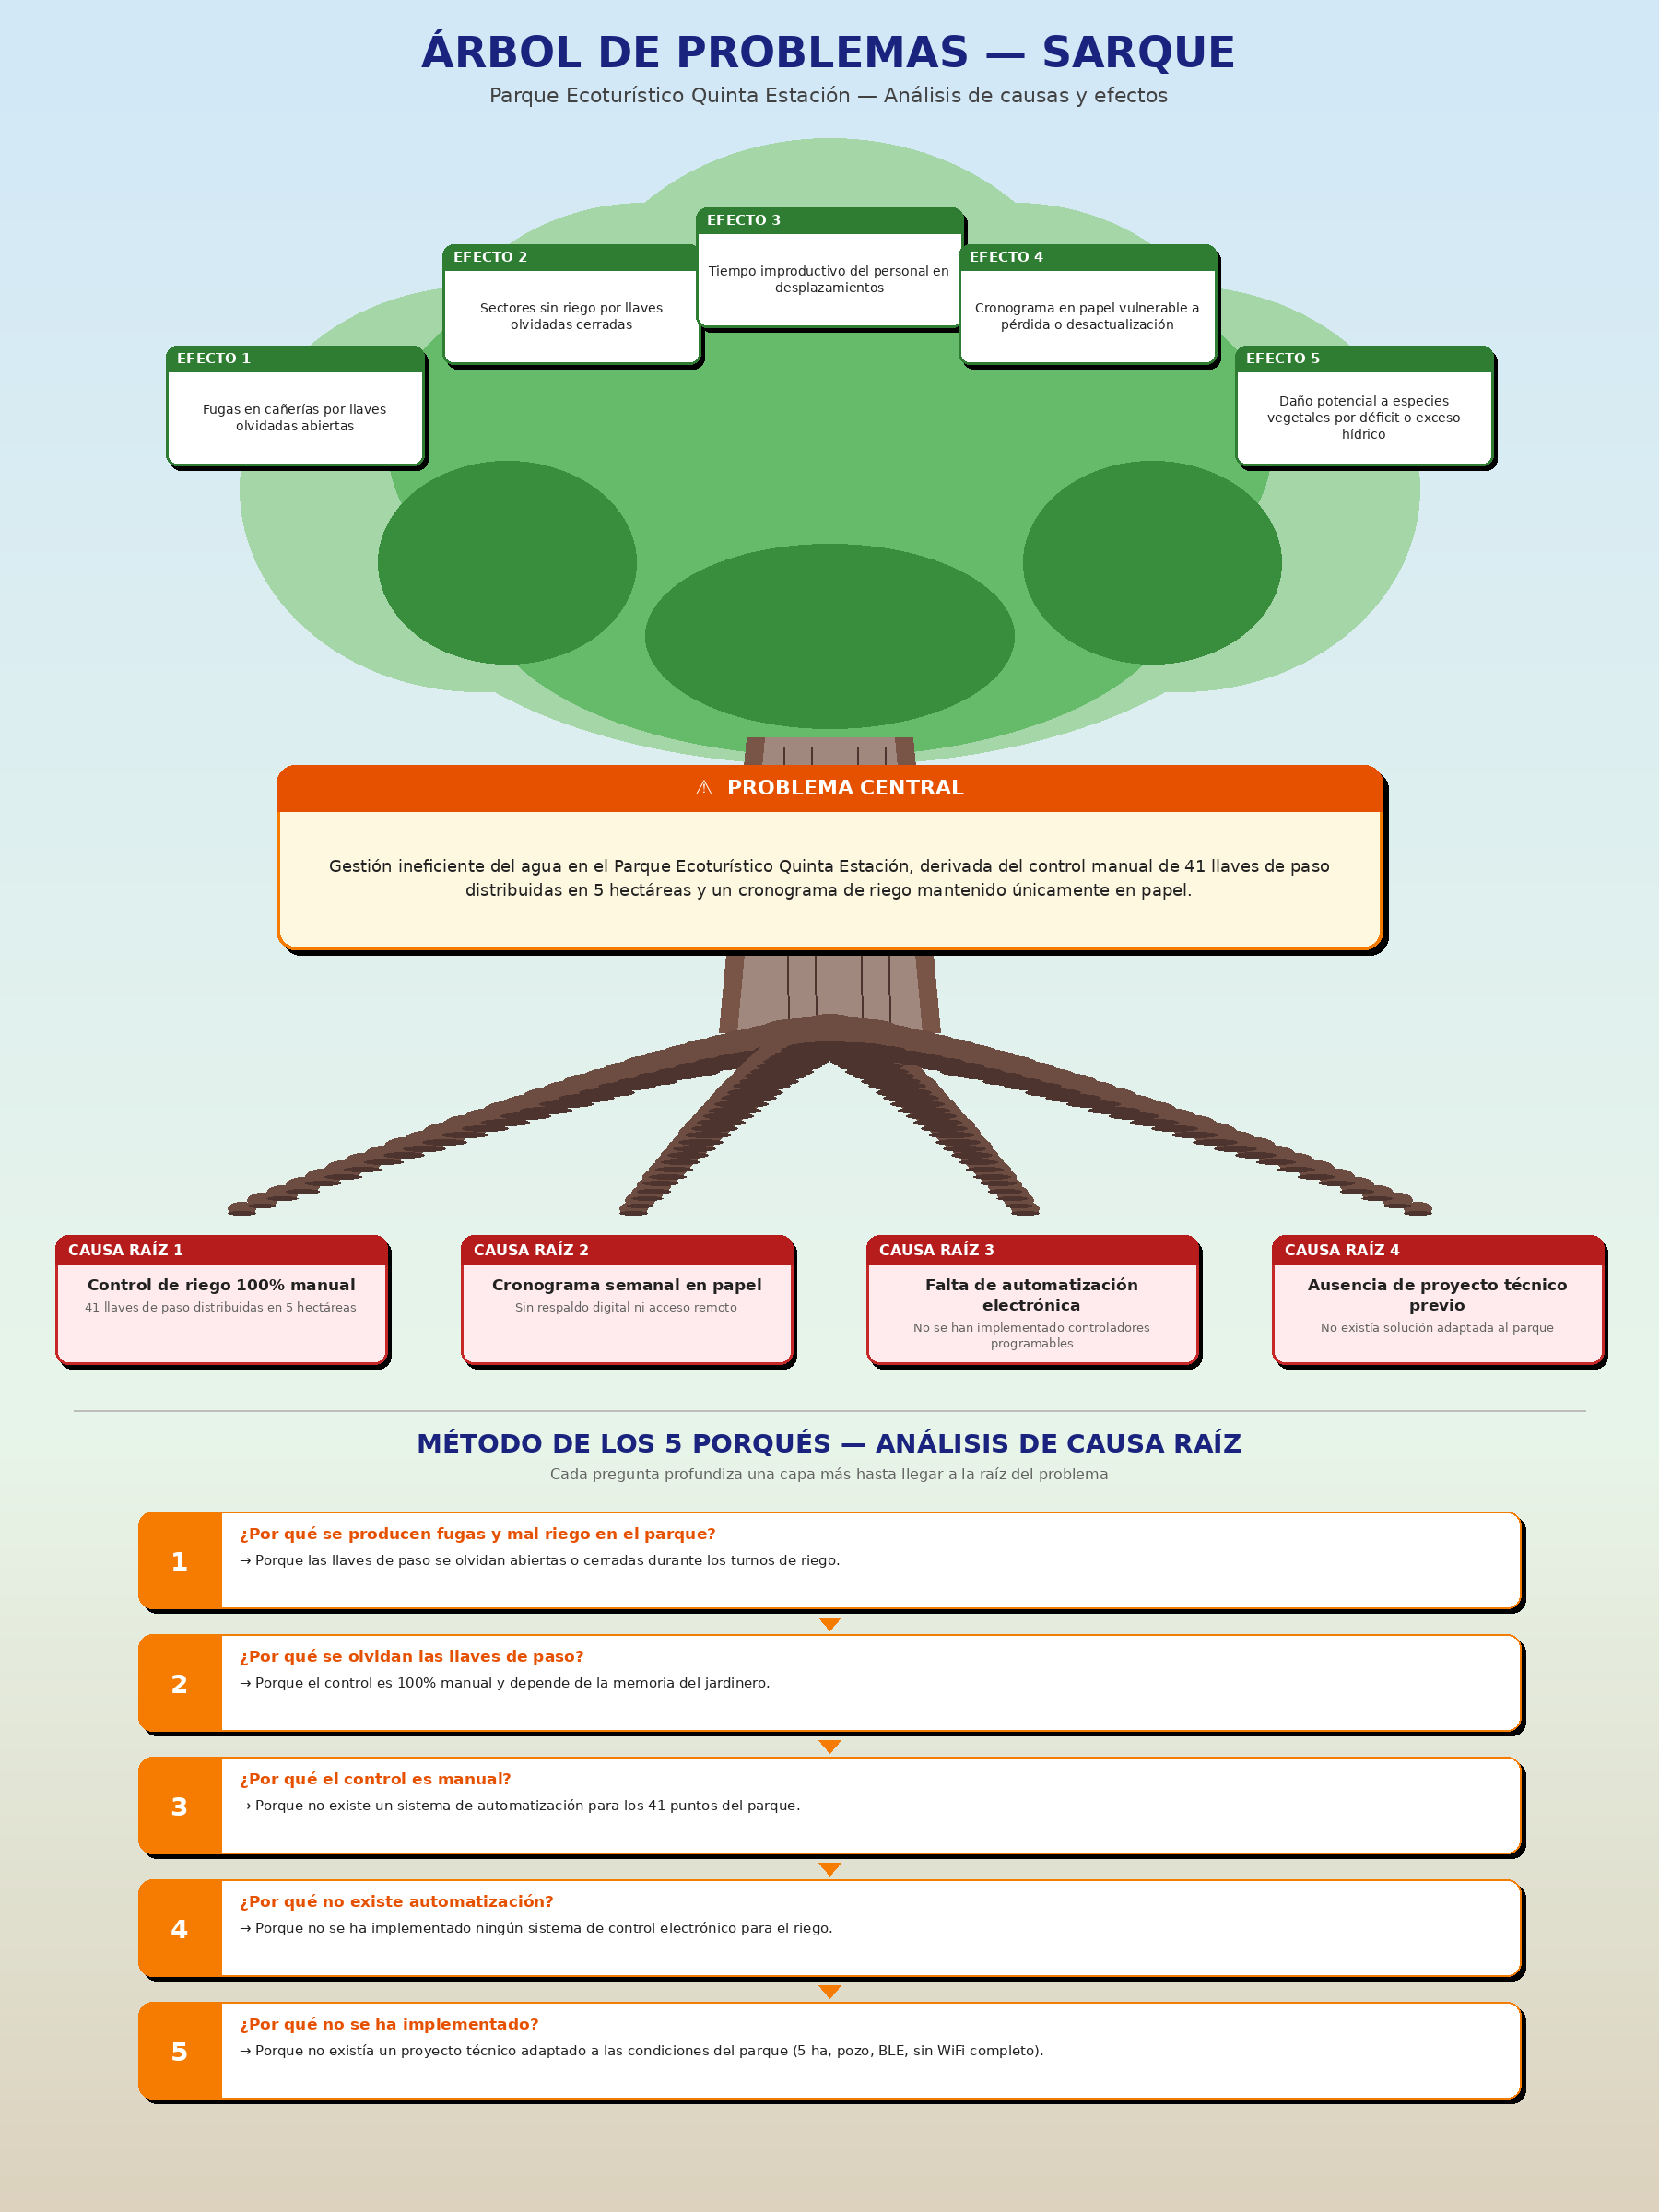 ÁRBOL DE PROBLEMAS — SARQUE
Parque Ecoturístico Quinta Estación — Análisis de causas y efectos
EFECTO 1
Fugas en cañerías por llaves
olvidadas abiertas
EFECTO 2
Sectores sin riego por llaves
olvidadas cerradas
EFECTO 3
Tiempo improductivo del personal en
desplazamientos
EFECTO 4
Cronograma en papel vulnerable a
pérdida o desactualización
EFECTO 5
Daño potencial a especies
vegetales por déficit o exceso
hídrico
⚠ PROBLEMA CENTRAL
Gestión ineficiente del agua en el Parque Ecoturístico Quinta Estación, derivada del control manual de 41 llaves de paso
distribuidas en 5 hectáreas y un cronograma de riego mantenido únicamente en papel.
CAUSA RAÍZ 1
Control de riego 100% manual
41 llaves de paso distribuidas en 5 hectáreas
CAUSA RAÍZ 2
Cronograma semanal en papel
Sin respaldo digital ni acceso remoto
CAUSA RAÍZ 3
Falta de automatización
electrónica
No se han implementado controladores
programables
CAUSA RAÍZ 4
Ausencia de proyecto técnico
previo
No existía solución adaptada al parque
MÉTODO DE LOS 5 PORQUÉS — ANÁLISIS DE CAUSA RAÍZ
Cada pregunta profundiza una capa más hasta llegar a la raíz del problema
1
¿Por qué se producen fugas y mal riego en el parque?
→ Porque las llaves de paso se olvidan abiertas o cerradas durante los turnos de riego.
2
¿Por qué se olvidan las llaves de paso?
→ Porque el control es 100% manual y depende de la memoria del jardinero.
3
¿Por qué el control es manual?
→ Porque no existe un sistema de automatización para los 41 puntos del parque.
4
¿Por qué no existe automatización?
→ Porque no se ha implementado ningún sistema de control electrónico para el riego.
5
¿Por qué no se ha implementado?
→ Porque no existía un proyecto técnico adaptado a las condiciones del parque (5 ha, pozo, BLE, sin WiFi completo).